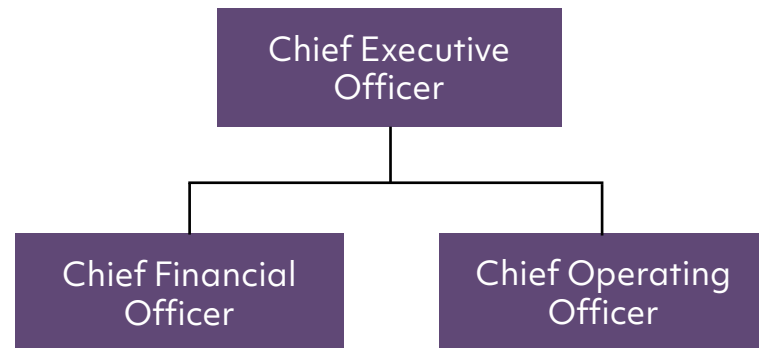 Chief Executive
Officer
Chief Financial
Officer
Chief Operating
Officer